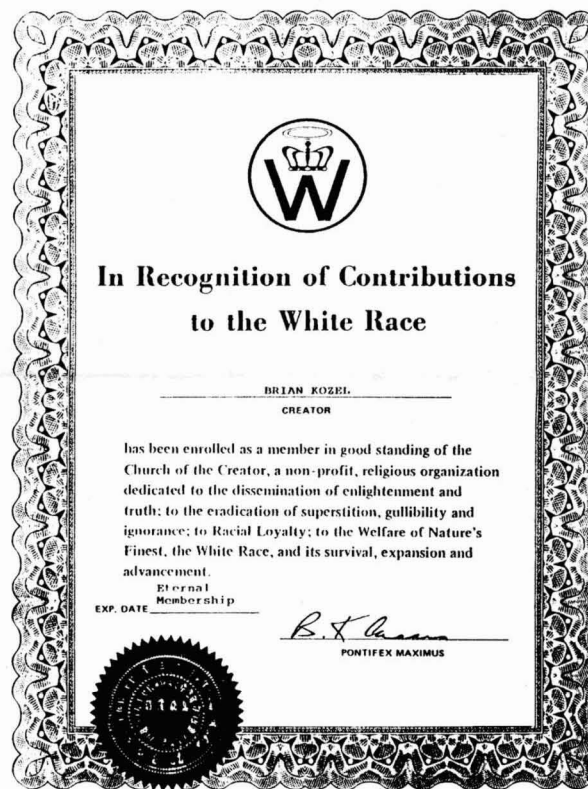 W
In Recognition of Contributions
to the White Race
BRIAN KOZEL
CREATOR
has been enrolled as a member in good standing of the
Church of the Creator, a non-profit, religious organization
dedicated to the dissemination of enlightenment and
truth; to the eradication of superstition, gullibility and
ignorance; to Racial Loyalty; to the Welfare of Nature's
Finest, the White Race, and its survival, expansion and
advancement.
Eternal
Membership
EXP. DATE
B. K
PONTIFEX MAXIMUS